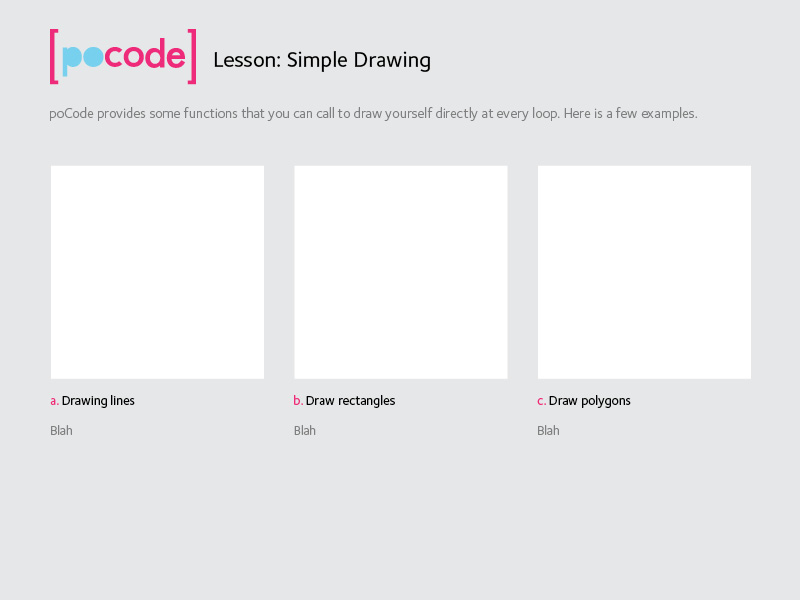 [pocode] Lesson: Simple Drawing
poCode provides some functions that you can call to draw yourself directly at every loop. Here is a few examples.
a. Drawing lines
Blah
b. Draw rectangles
Blah
c. Draw polygons
Blah